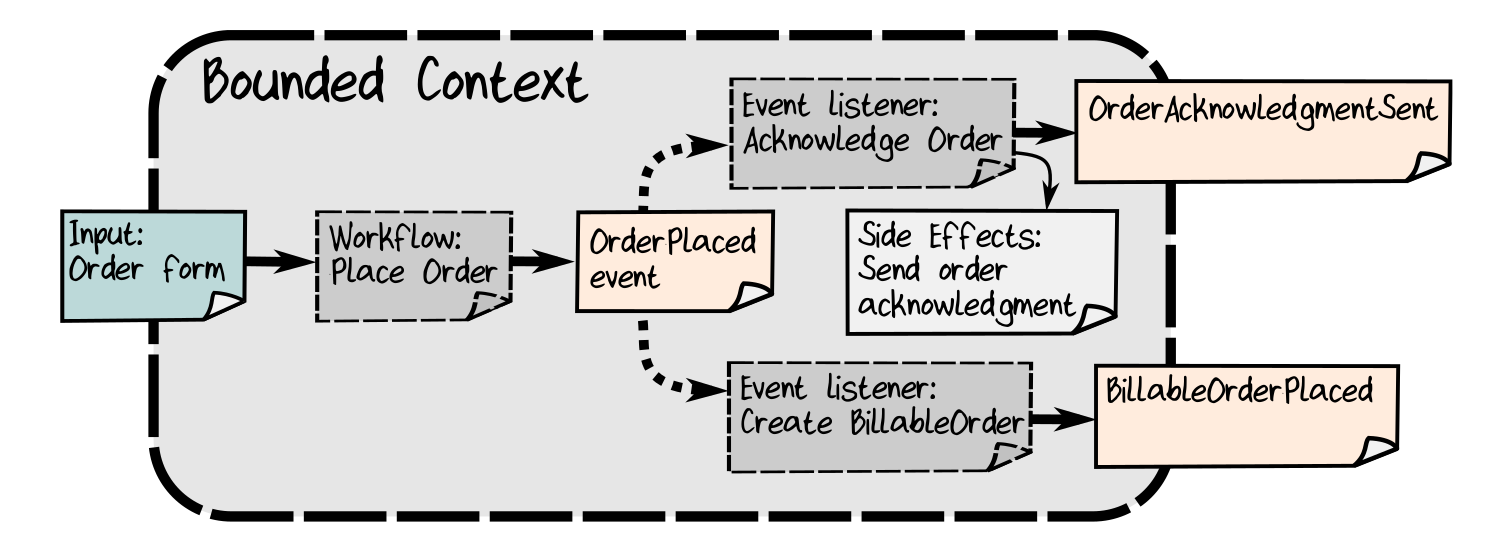 Bounded Context
Input:
Order form
Workflow:
Place Order
OrderPlaced
event
Event listener:
Acknowledge Order
OrderAcknowledgmentSent
Side Effects:
Send order
acknowledgment
Event listener:
Create BillableOrder
BillableOrderPlaced